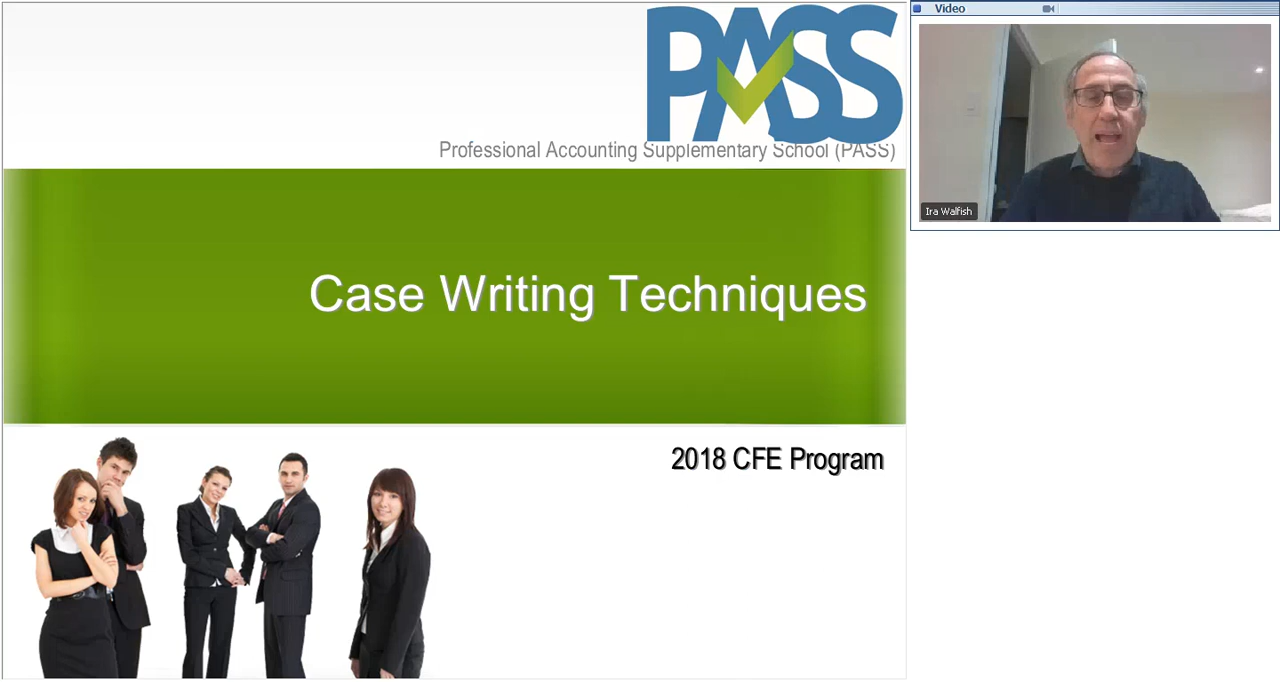 PASS
Professional Accounting Supplementary School (PASS)
Case Writing Techniques
2018 CFE Program
Video
Ira Walfish